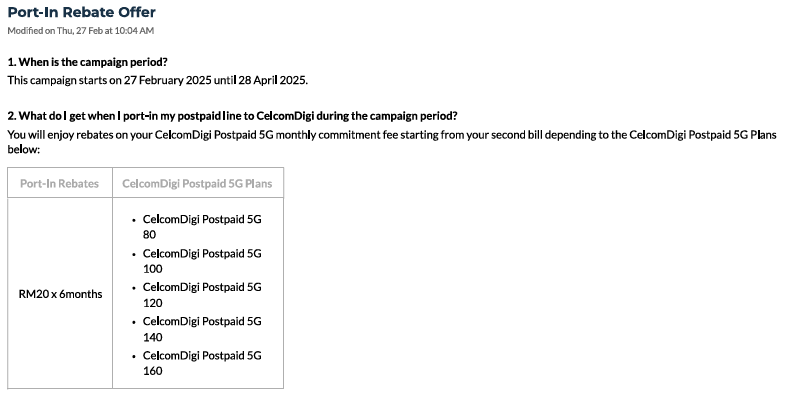 Port-In Rebate Offer
Modified on Thu, 27 Feb at 10:04 AM
1. When is the campaign period?
This campaign starts on 27 February 2025 until 28 April 2025.
2. What do I get when I port-in my postpaid line to CelcomDigi during the campaign period?
You will enjoy rebates on your CelcomDigi Postpaid 5G monthly commitment fee starting from your second bill depending to the CelcomDigi Postpaid 5G Plans
below:
Port-In Rebates
CelcomDigi Postpaid 5G Plans
RM20 x 6months
• CelcomDigi Postpaid 5G
80
• CelcomDigi Postpaid 5G
100
• CelcomDigi Postpaid 5G
120
• CelcomDigi Postpaid 5G
140
• CelcomDigi Postpaid 5G
160